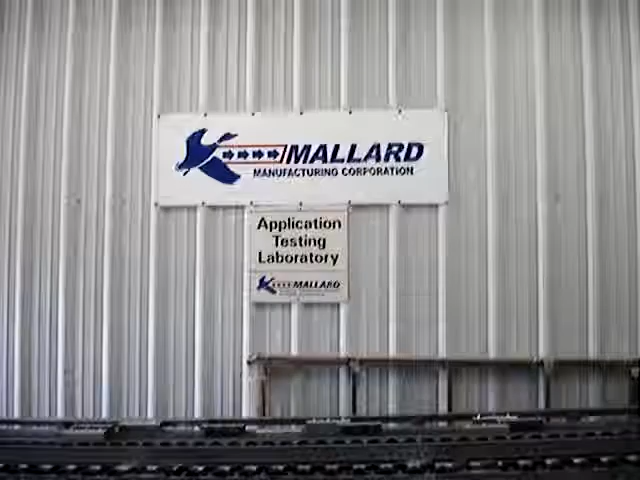 MALLARD
MANUFACTURING CORPORATION
Application
Testing
Laboratory
MALLARD